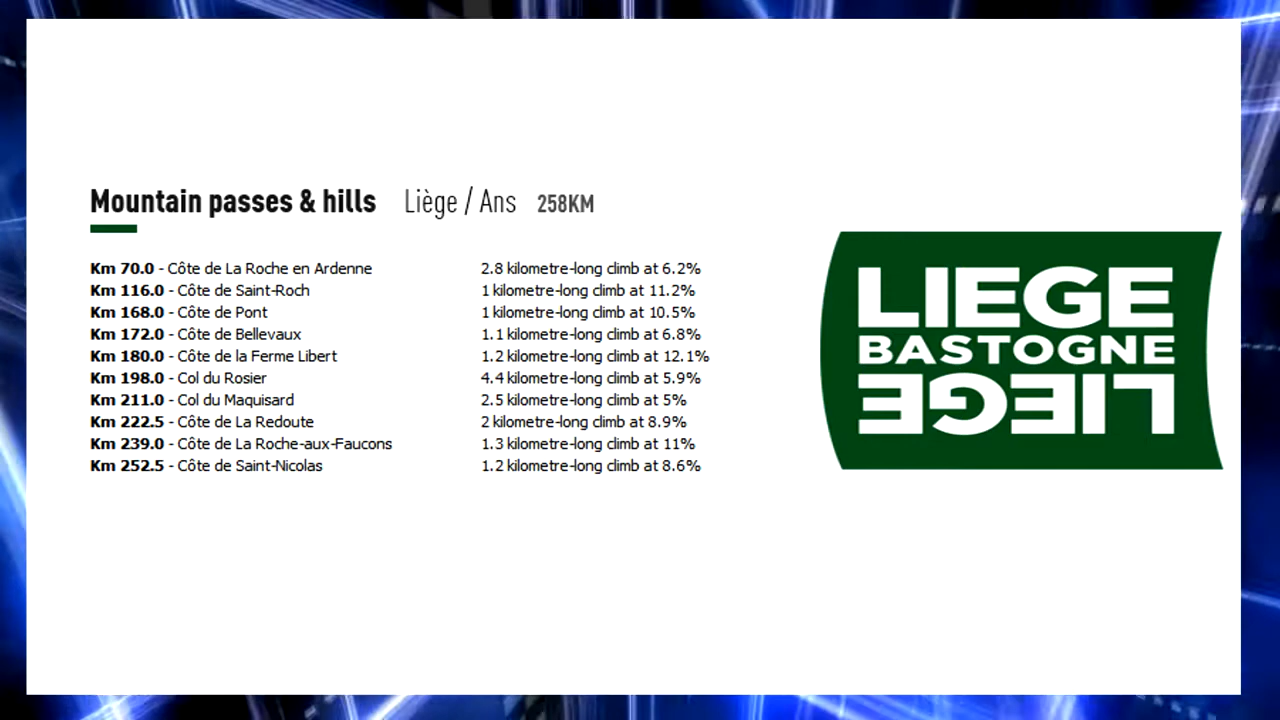 Mountain passes & hills Liège / Ans 258KM
Km 70.0 - Côte de La Roche en Ardenne 2.8 kilometre-long climb at 6.2%
Km 116.0 - Côte de Saint-Roch 1 kilometre-long climb at 11.2%
Km 168.0 - Côte de Pont 1 kilometre-long climb at 10.5%
Km 172.0 - Côte de Bellevaux 1.1 kilometre-long climb at 6.8%
Km 180.0 - Côte de la Ferme Libert 1.2 kilometre-long climb at 12.1%
Km 198.0 - Col du Rosier 4.4 kilometre-long climb at 5.9%
Km 211.0 - Col du Maquisard 2.5 kilometre-long climb at 5%
Km 222.5 - Côte de La Redoute 2 kilometre-long climb at 8.9%
Km 239.0 - Côte de La Roche-aux-Faucons 1.3 kilometre-long climb at 11%
Km 252.5 - Côte de Saint-Nicolas 1.2 kilometre-long climb at 8.6%
LIEGE
BASTOGNE
LIEGE